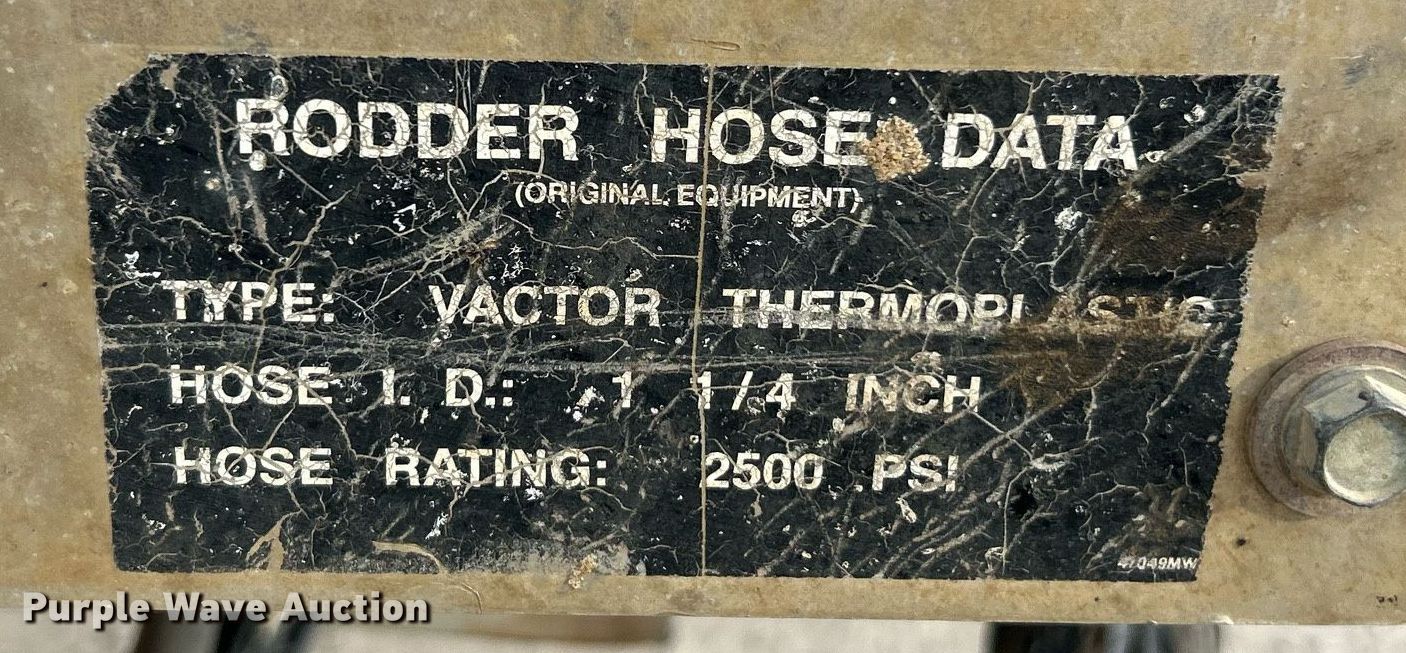 RODDER HOSE DATA
(ORIGINAL EQUIPMENT)
TYPE: VACTOR THERMOPLASTIC
HOSE I. D.: 1 1/4 INCH
HOSE RATING: 2500 PSI
Purple Wave Auction